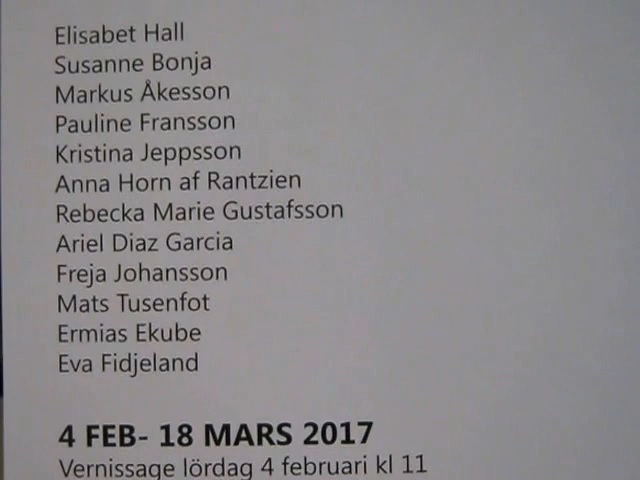 Elisabet Hall
Susanne Bonja
Markus Åkesson
Pauline Fransson
Kristina Jeppsson
Anna Horn af Rantzien
Rebecka Marie Gustafsson
Ariel Diaz Garcia
Freja Johansson
Mats Tusenfot
Ermias Ekube
Eva Fidjeland
4 FEB- 18 MARS 2017
Vernissage lördag 4 februari kl 11